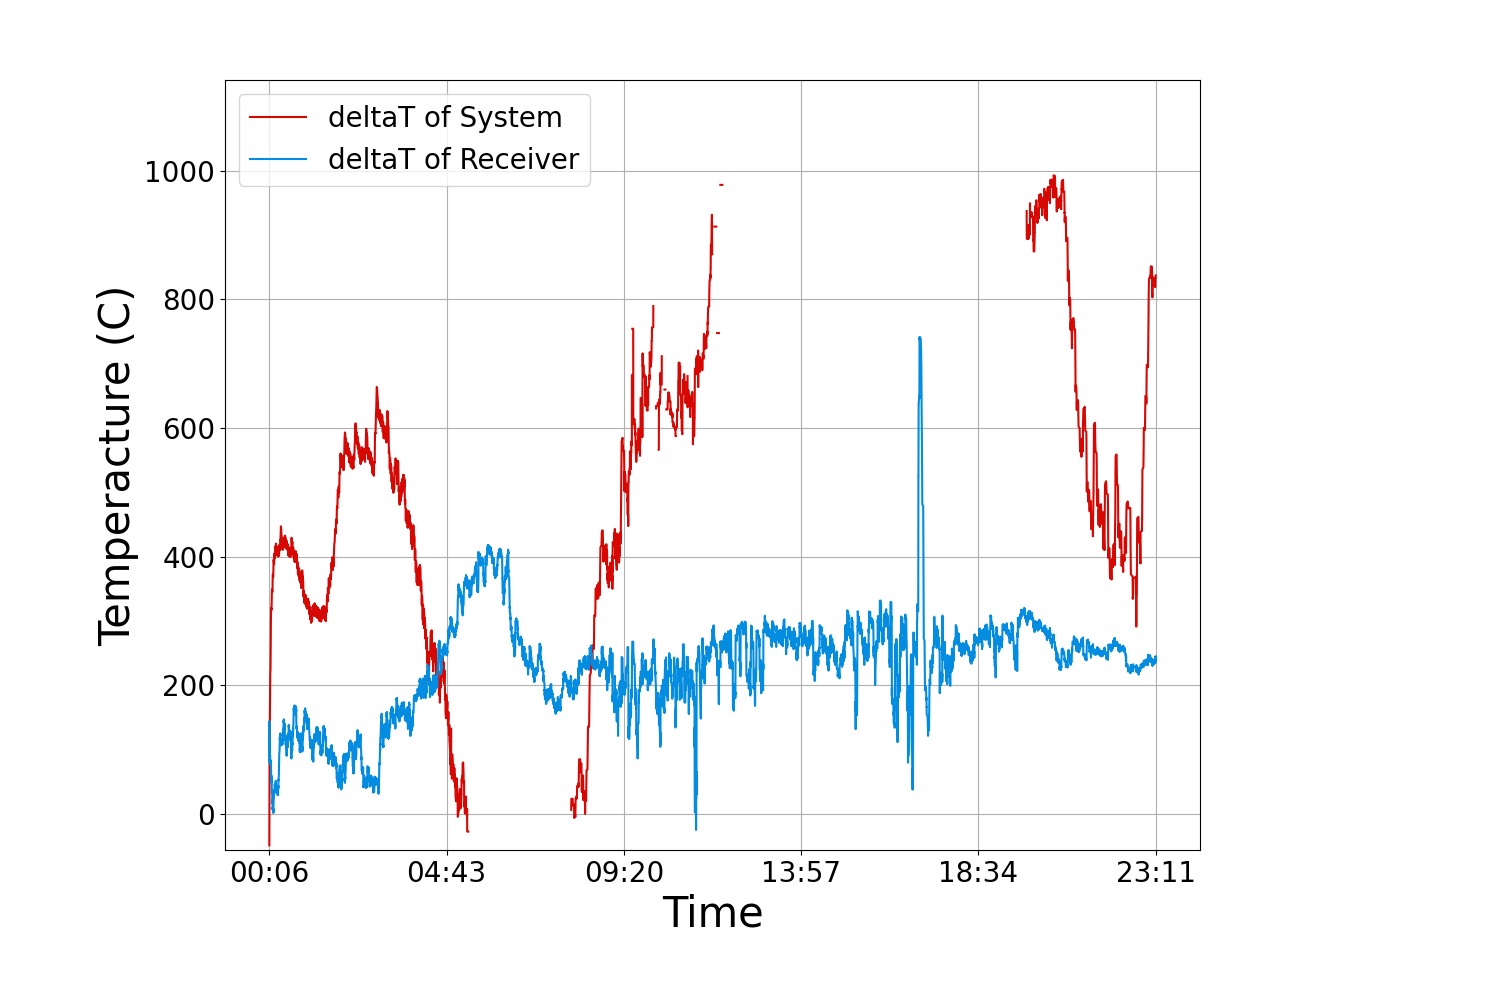 deltaT of System
deltaT of Receiver
1000
800
600
400
200
0
Temperacture (C)
00:06 04:43 09:20 13:57 18:34 23:11
Time